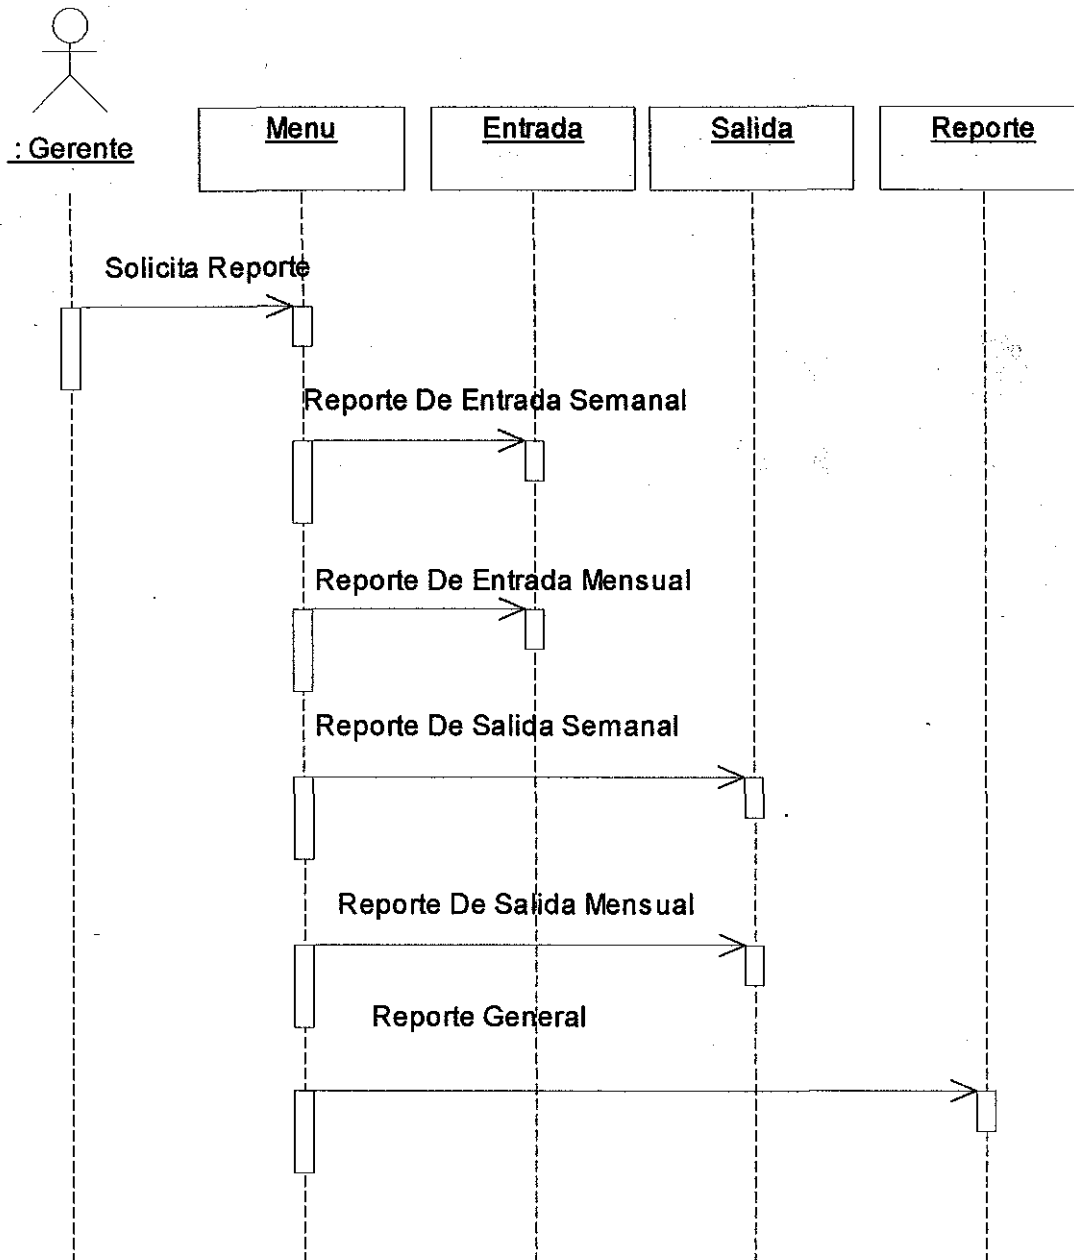 : Gerente
Menu
Entrada
Salida
Reporte
Solicita Reporte
Reporte De Entrada Semanal
Reporte De Entrada Mensual
Reporte De Salida Semanal
Reporte De Salida Mensual
Reporte General